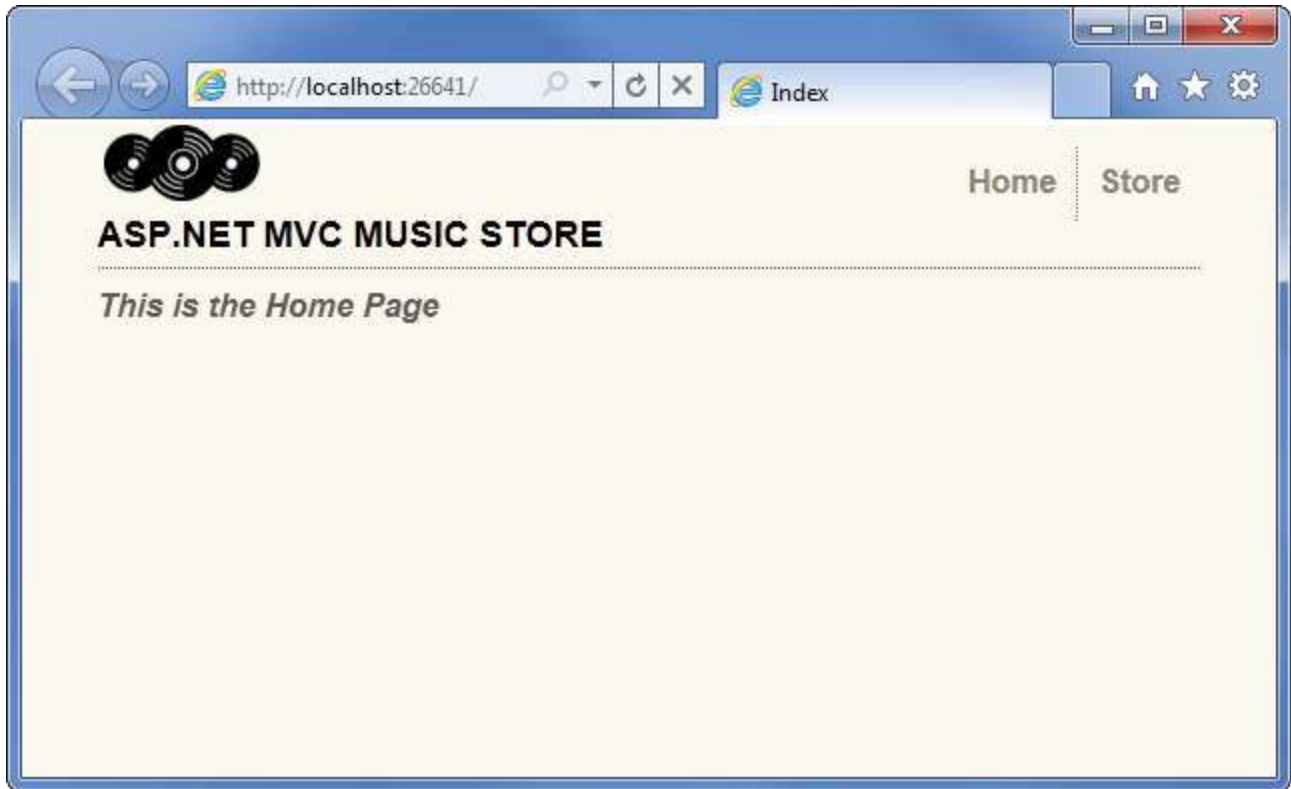 http://localhost:26641/
Index
Home
Store
ASP.NET MVC MUSIC STORE
This is the Home Page